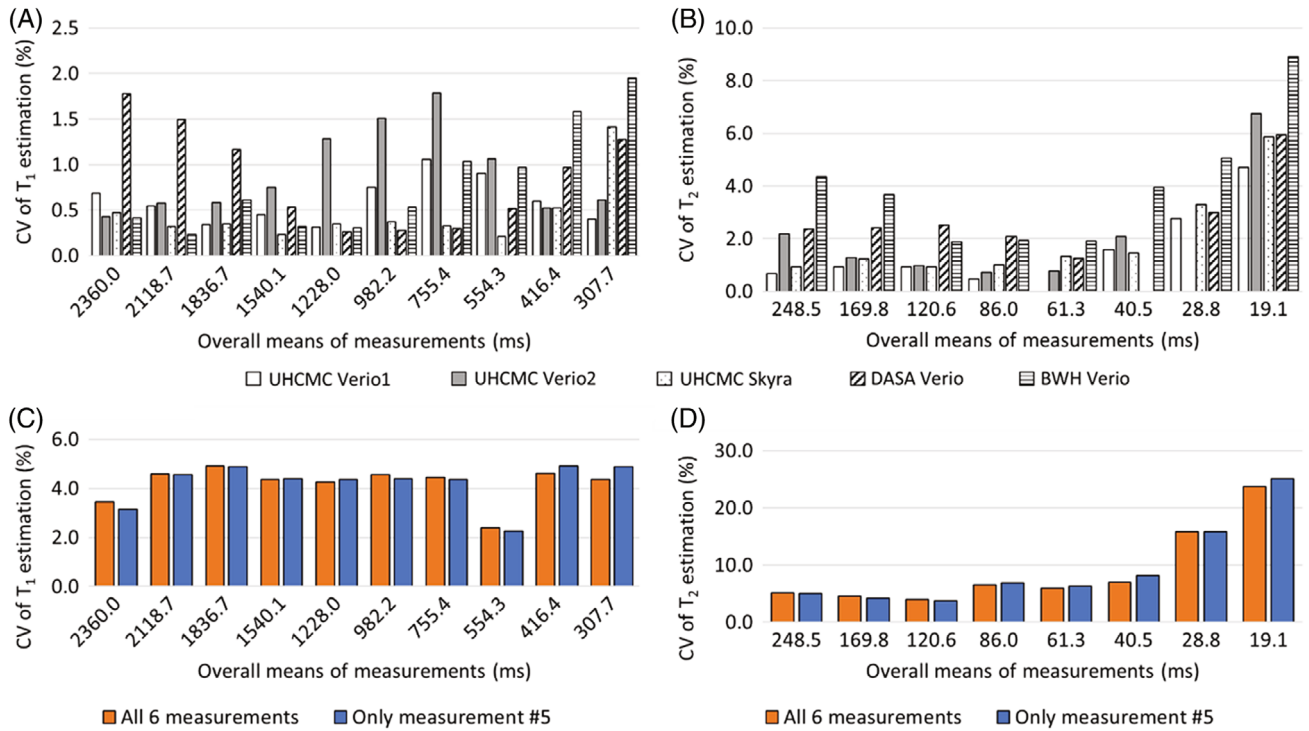 (A)
CV of T1 estimation (%)
2.5
2.0
1.5
1.0
0.5
0.0
2360.0 2118.7 1836.7 1540.1 1228.0 982.2 755.4 554.3 416.4 307.7
Overall means of measurements (ms)
(B)
CV of T2 estimation (%)
10.0
8.0
6.0
4.0
2.0
0.0
248.5 169.8 120.6 86.0 61.3 40.5 28.8 19.1
Overall means of measurements (ms)
UHCMC Verio1 UHCMC Verio2 UHCMC Skyra DASA Verio BWH Verio
(C)
CV of T1 estimation (%)
6.0
4.0
2.0
0.0
2360.0 2118.7 1836.7 1540.1 1228.0 982.2 755.4 554.3 416.4 307.7
Overall means of measurements (ms)
All 6 measurements Only measurement #5
(D)
CV of T2 estimation (%)
30.0
20.0
10.0
0.0
248.5 169.8 120.6 86.0 61.3 40.5 28.8 19.1
Overall means of measurements (ms)
All 6 measurements Only measurement #5